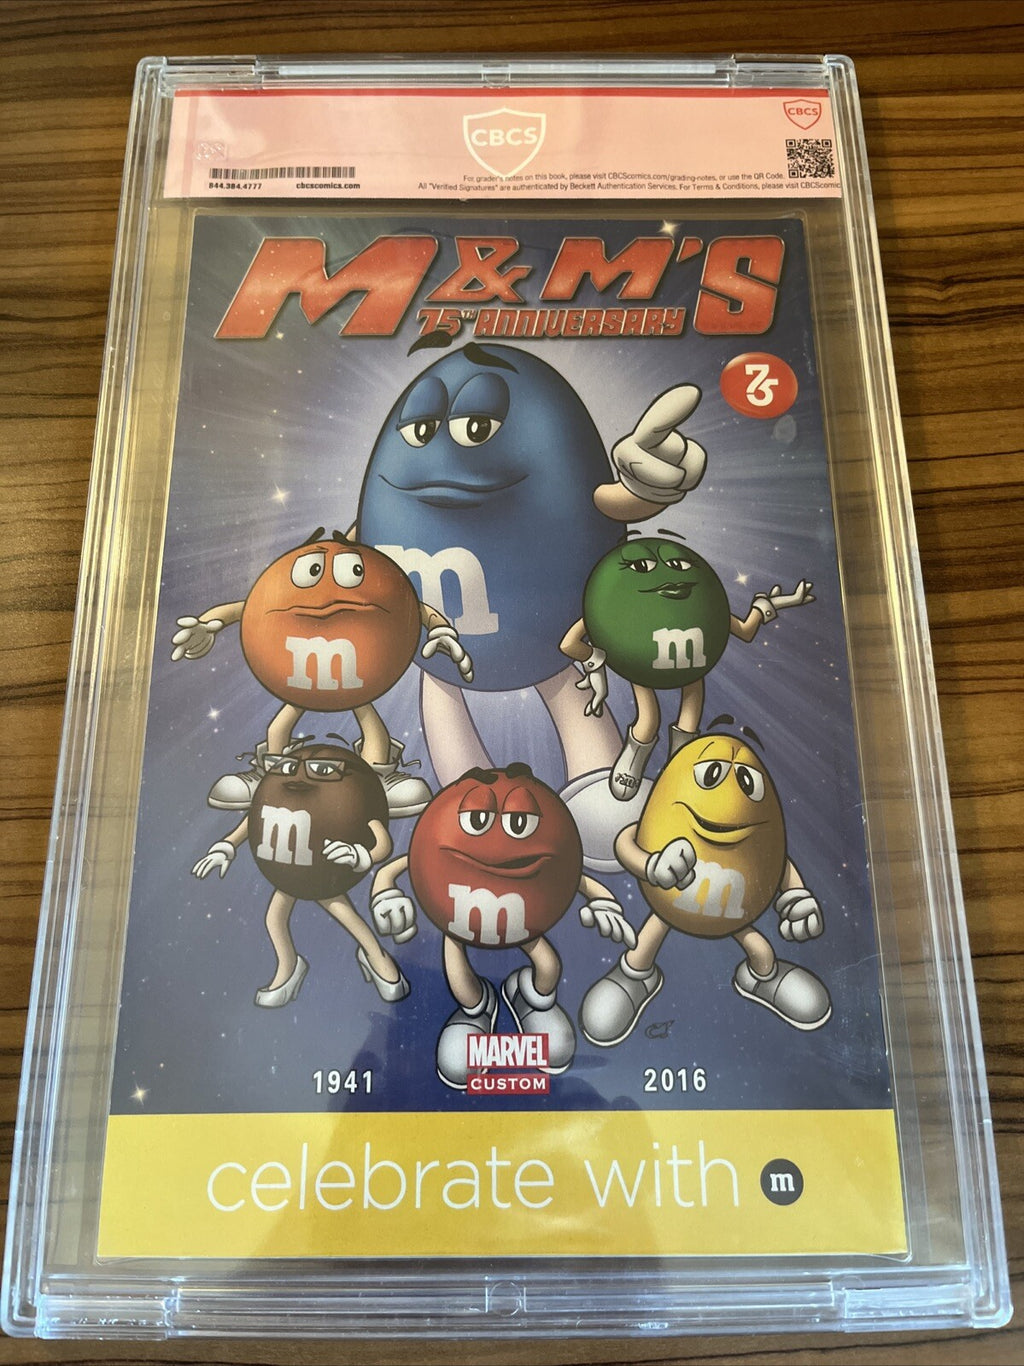 CBCS
CBCS
844.384.4777
cbcscomics.com
For grader's notes on this book, please visit CBCScomics.com/grading-notes, or use the QR Code.
All "Verified Signatures" are authenticated by Beckett Authentication Services. For Terms & Conditions, please visit CBCScomic
M&M'S
75TH ANNIVERSARY
75
m
m
m
m
m
m
MARVEL
CUSTOM
1941
2016
celebrate with m